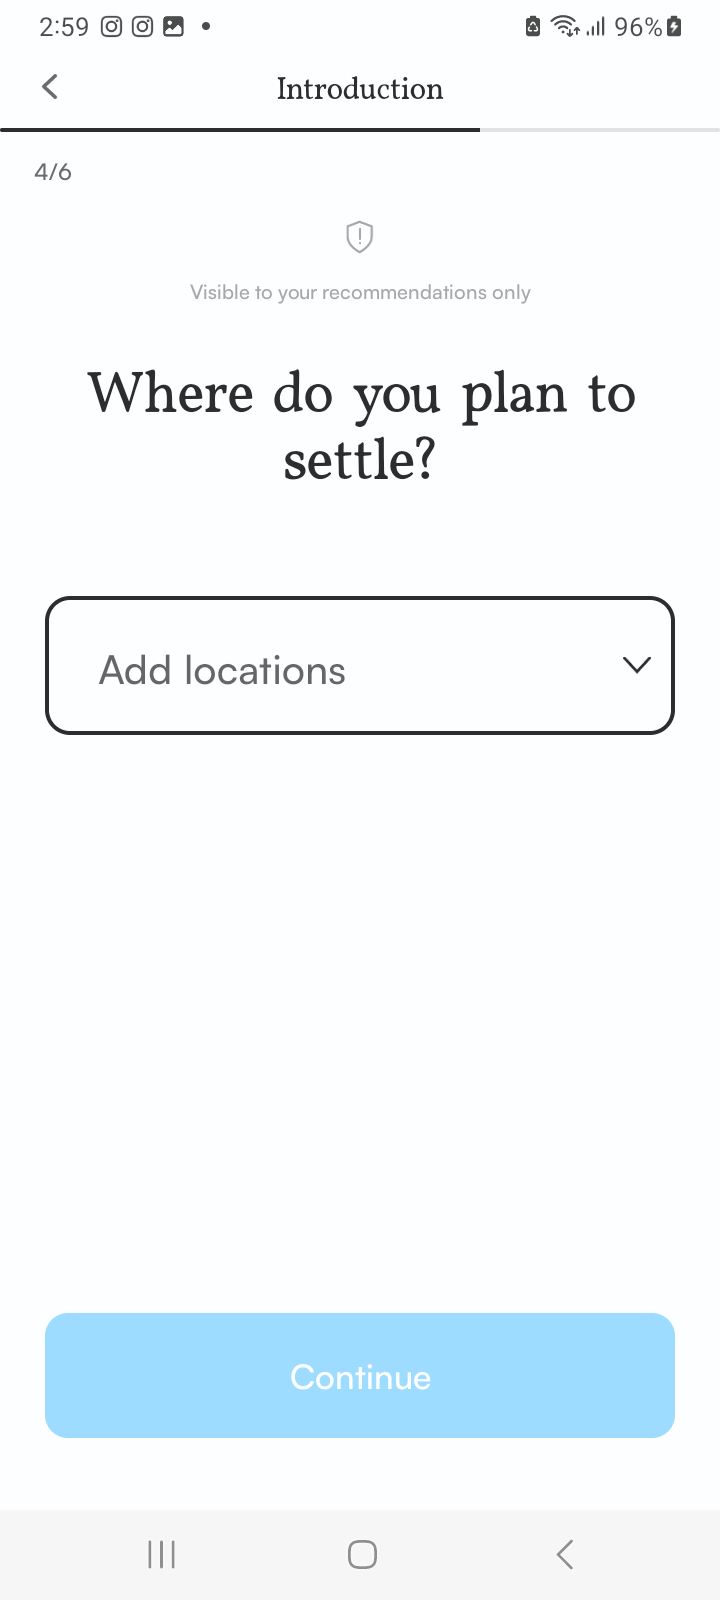 2:59 96%
Introduction
4/6
Visible to your recommendations only
Where do you plan to
settle?
Add locations
Continue